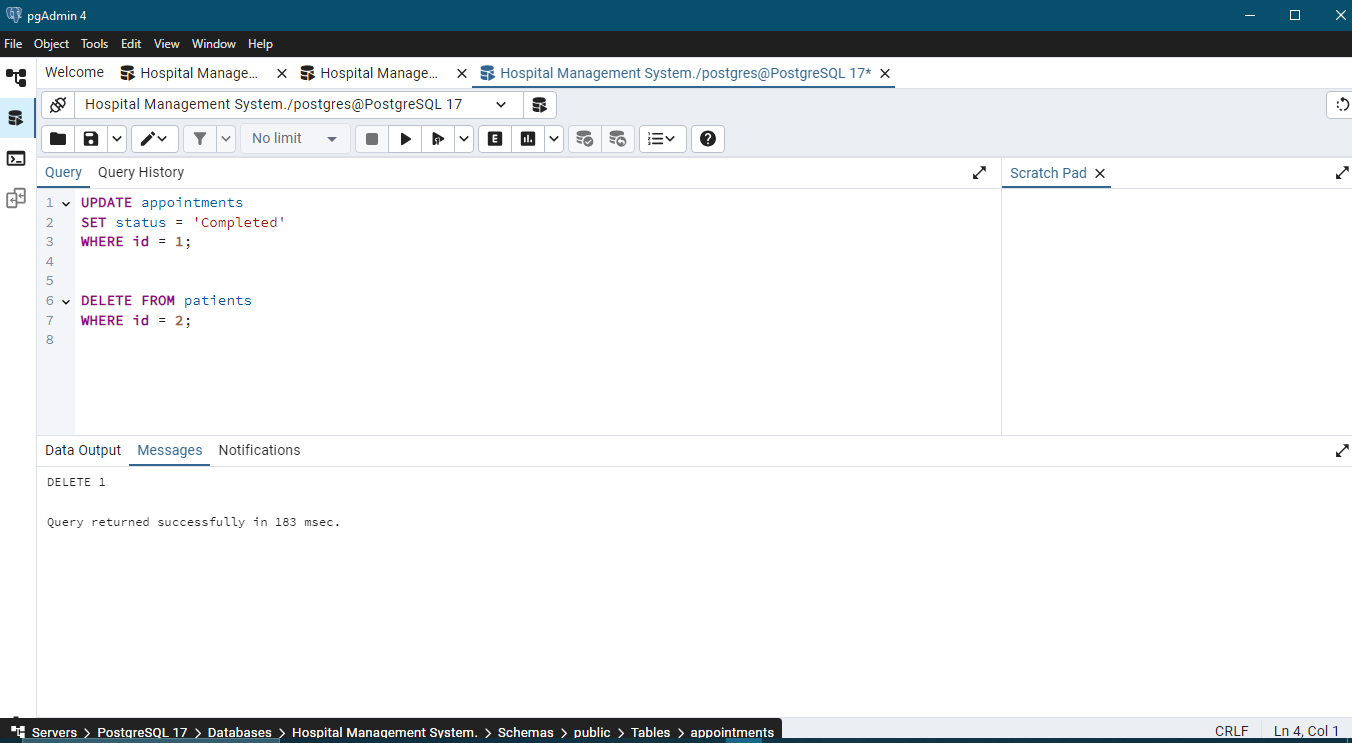 pgAdmin 4
File Object Tools Edit View Window Help
Welcome Hospital Manage... Hospital Manage... Hospital Management System./postgres@PostgreSQL 17*
Hospital Management System./postgres@PostgreSQL 17
No limit E
Query Query History Scratch Pad
1 UPDATE appointments
2 SET status = 'Completed'
3 WHERE id = 1;
4
5
6 DELETE FROM patients
7 WHERE id = 2;
8
Data Output Messages Notifications
DELETE 1
Query returned successfully in 183 msec.
Servers > PostgreSQL 17 > Databases > Hospital Management System. > Schemas > public > Tables > appointments CRLF Ln 4, Col 1